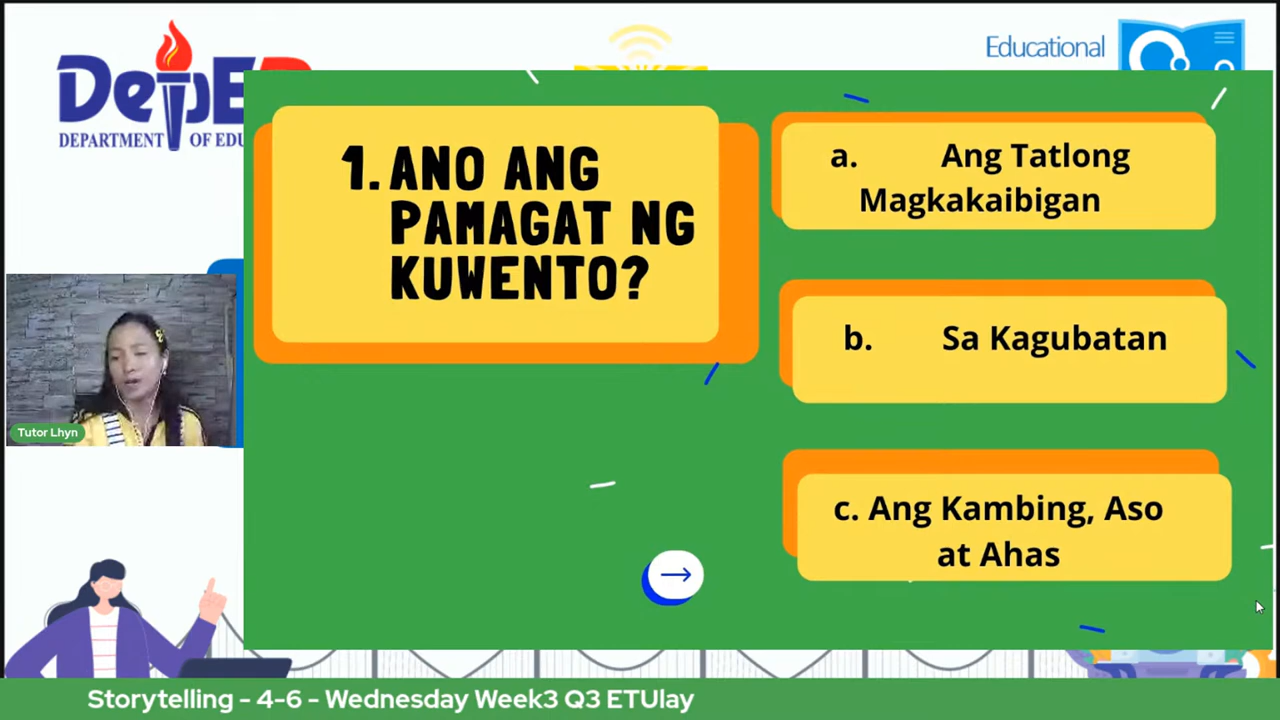 DepED
DEPARTMENT OF EDU
Educational
1. ANO ANG
PAMAGAT NG
KUWENTO?
a. Ang Tatlong
Magkakaibigan
b. Sa Kagubatan
c. Ang Kambing, Aso
at Ahas
Tutor Lhyn
Storytelling - 4-6 - Wednesday Week3 Q3 ETUlay